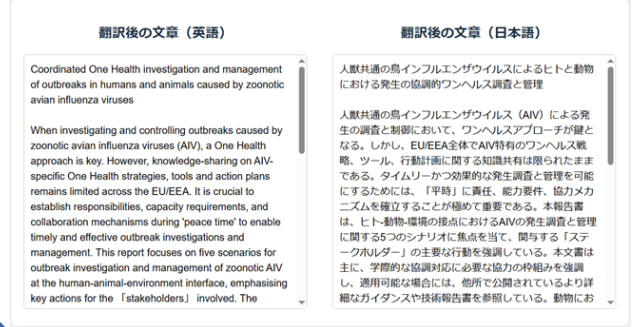 翻訳後の文章（英語）
Coordinated One Health investigation and management
of outbreaks in humans and animals caused by zoonotic
avian influenza viruses
When investigating and controlling outbreaks caused by
zoonotic avian influenza viruses (AIV), a One Health
approach is key. However, knowledge-sharing on AIV-
specific One Health strategies, tools and action plans
remains limited across the EU/EEA. It is crucial to
establish responsibilities, capacity requirements, and
collaboration mechanisms during 'peace time' to enable
timely and effective outbreak investigations and
management. This report focuses on five scenarios for
outbreak investigation and management of zoonotic AIV
at the human-animal-environment interface, emphasising
key actions for the 「stakeholders」 involved. The
翻訳後の文章（日本語）
人獣共通の鳥インフルエンザウイルスによるヒトと動物
における発生の協調的ワンヘルス調査と管理
人獣共通の鳥インフルエンザウイルス（AIV）による発
生の調査と制御において、ワンヘルスアプローチが鍵と
なる。しかし、EU/EEA全体でAIV特有のワンヘルス戦
略、ツール、行動計画に関する知識共有は限られたまま
である。タイムリーかつ効果的な発生調査と管理を可能
にするためには、「平時」に責任、能力要件、協力メカ
ニズムを確立することが極めて重要である。本報告書
は、ヒト-動物-環境の接点におけるAIVの発生調査と管理
に関する5つのシナリオに焦点を当て、関与する「ステ
ークホルダー」の主要な行動を強調している。本文書は
主に、学際的な協調対応に必要な協力の枠組みを強調
し、適用可能な場合には、他所で公開されているより詳
細なガイダンスや技術報告書を参照している。動物にお